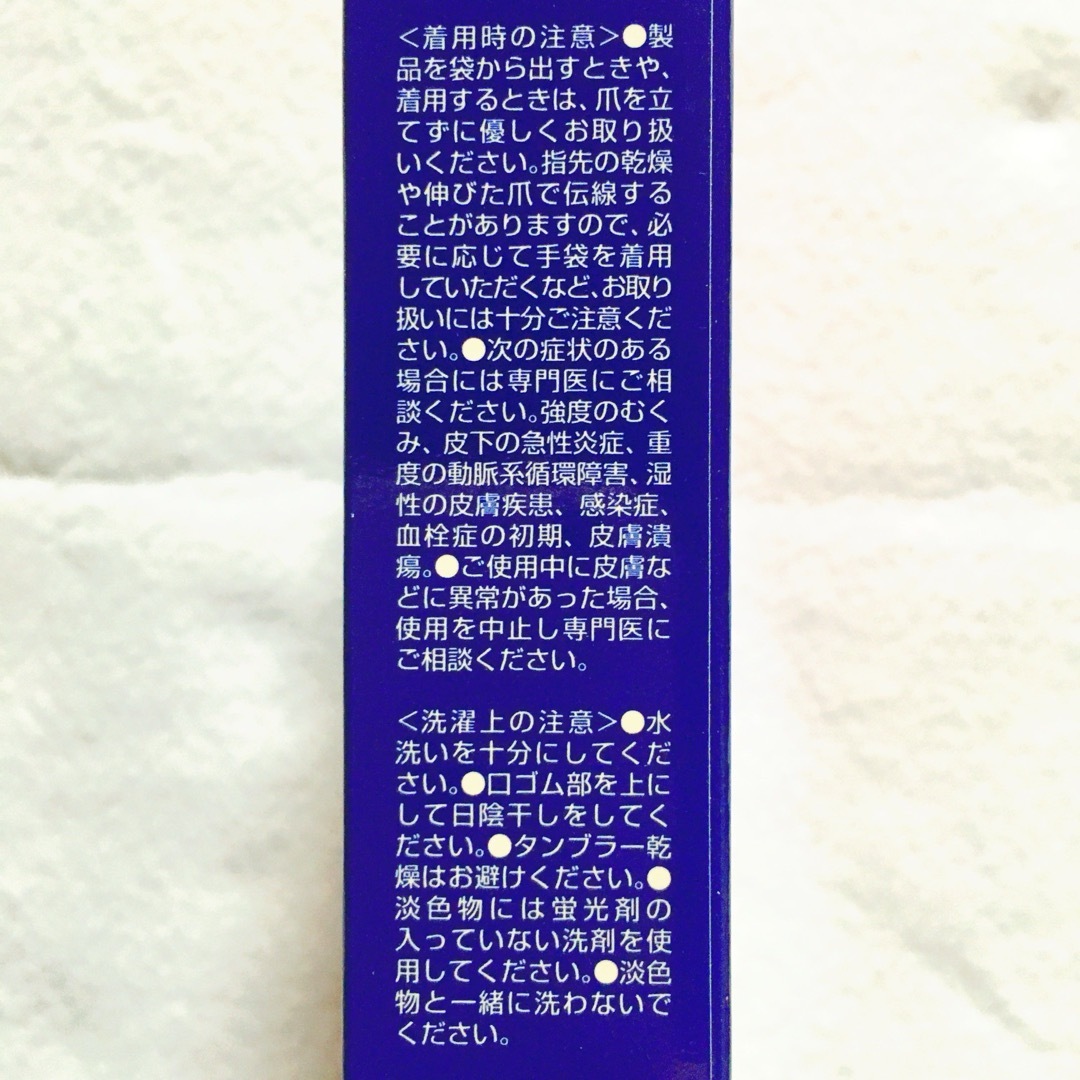 ＜着用時の注意＞●製
品を袋から出すときや、
着用するときは、爪を立
てずに優しくお取り扱
いください。指先の乾燥
や伸びた爪で伝線する
ことがありますので、必
要に応じて手袋を着用
していただくなど、お取り
扱いには十分ご注意くだ
さい。●次の症状のある
場合には専門医にご相
談ください。強度のむく
み、皮下の急性炎症、重
度の動脈系循環障害、湿
性の皮膚疾患、感染症、
血栓症の初期、皮膚潰
瘍。●ご使用中に皮膚な
どに異常があった場合、
使用を中止し専門医に
ご相談ください。
＜洗濯上の注意＞●水
洗いを十分にしてくだ
さい。●口ゴム部を上に
して日陰干しをしてく
ださい。●タンブラー乾
燥はお避けください。●
淡色物には蛍光剤の
入っていない洗剤を使
用してください。●淡色
物と一緒に洗わないで
ください。